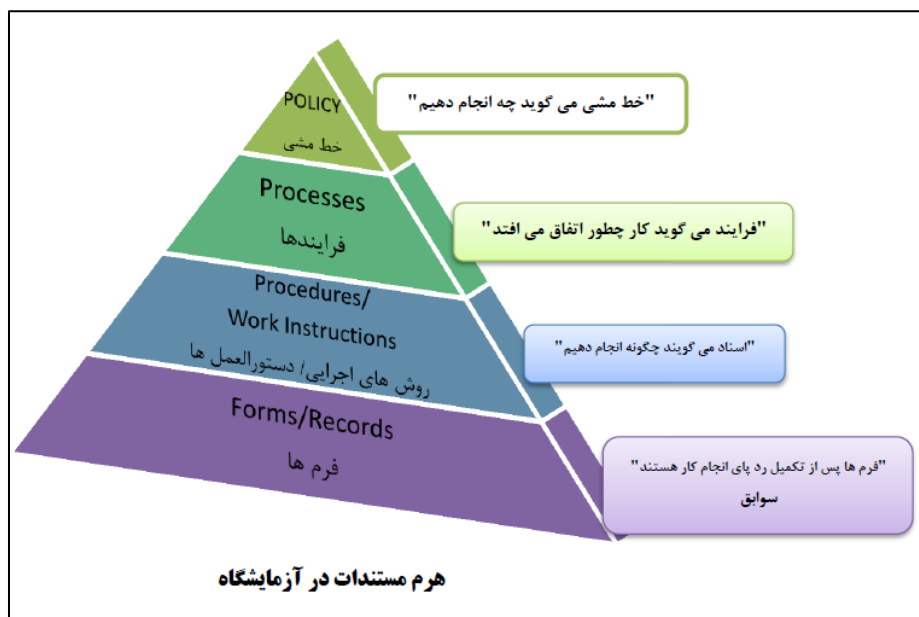 POLICY
خط مشی
"خط مشی می گوید چه انجام دهیم"
Processes
فرایندها
"فرایند می گوید کار چطور اتفاق می افتد"
Procedures/
Work Instructions
روش های اجرایی/ دستورالعمل ها
"اسناد می گویند چگونه انجام دهیم"
Forms/Records
فرم ها
"فرم ها پس از تکمیل رد پای انجام کار هستند"
سوابق
هرم مستندات در آزمایشگاه